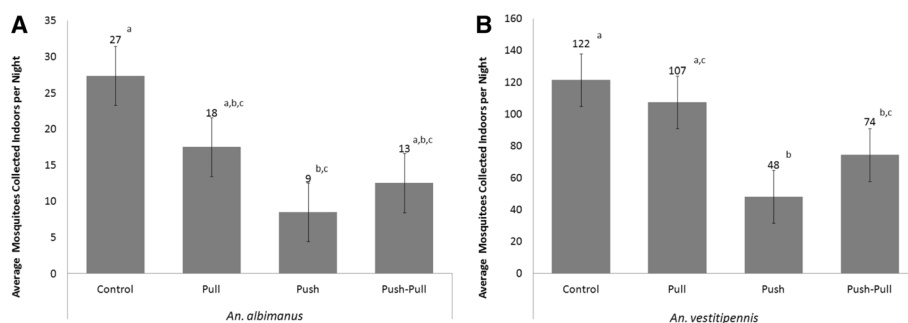 A
Average Mosquitoes Collected Indoors per Night
35
30
25
20
15
10
5
0
27 a
18 a,b,c
9 b,c
13 a,b,c
Control Pull Push Push-Pull
An. albimanus
B
Average Mosquitoes Collected Indoors per Night
160
140
120
100
80
60
40
20
0
122 a
107 a,c
48 b
74 b,c
Control Pull Push Push-Pull
An. vestitipennis